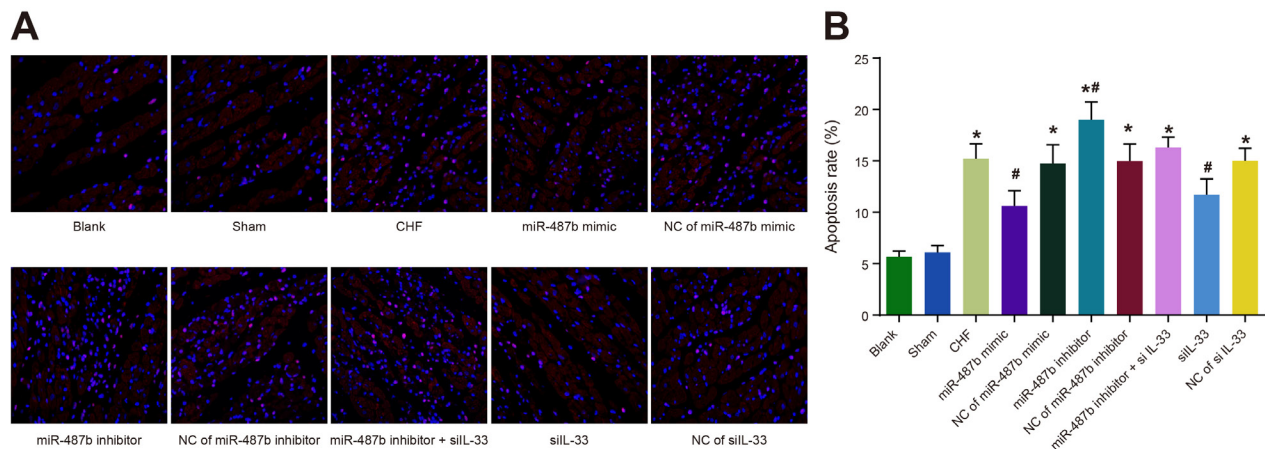 A
Blank
Sham
CHF
miR-487b mimic
NC of miR-487b mimic
miR-487b inhibitor
NC of miR-487b inhibitor
miR-487b inhibitor + siIL-33
siIL-33
NC of siIL-33
B
Apoptosis rate (%)
25
20
15
10
5
0
*
#
*
*#
*
*
#
*
Blank
Sham
CHF
miR-487b mimic
NC of miR-487b mimic
miR-487b inhibitor
NC of miR-487b inhibitor
miR-487b inhibitor + si IL-33
siIL-33
NC of si IL-33